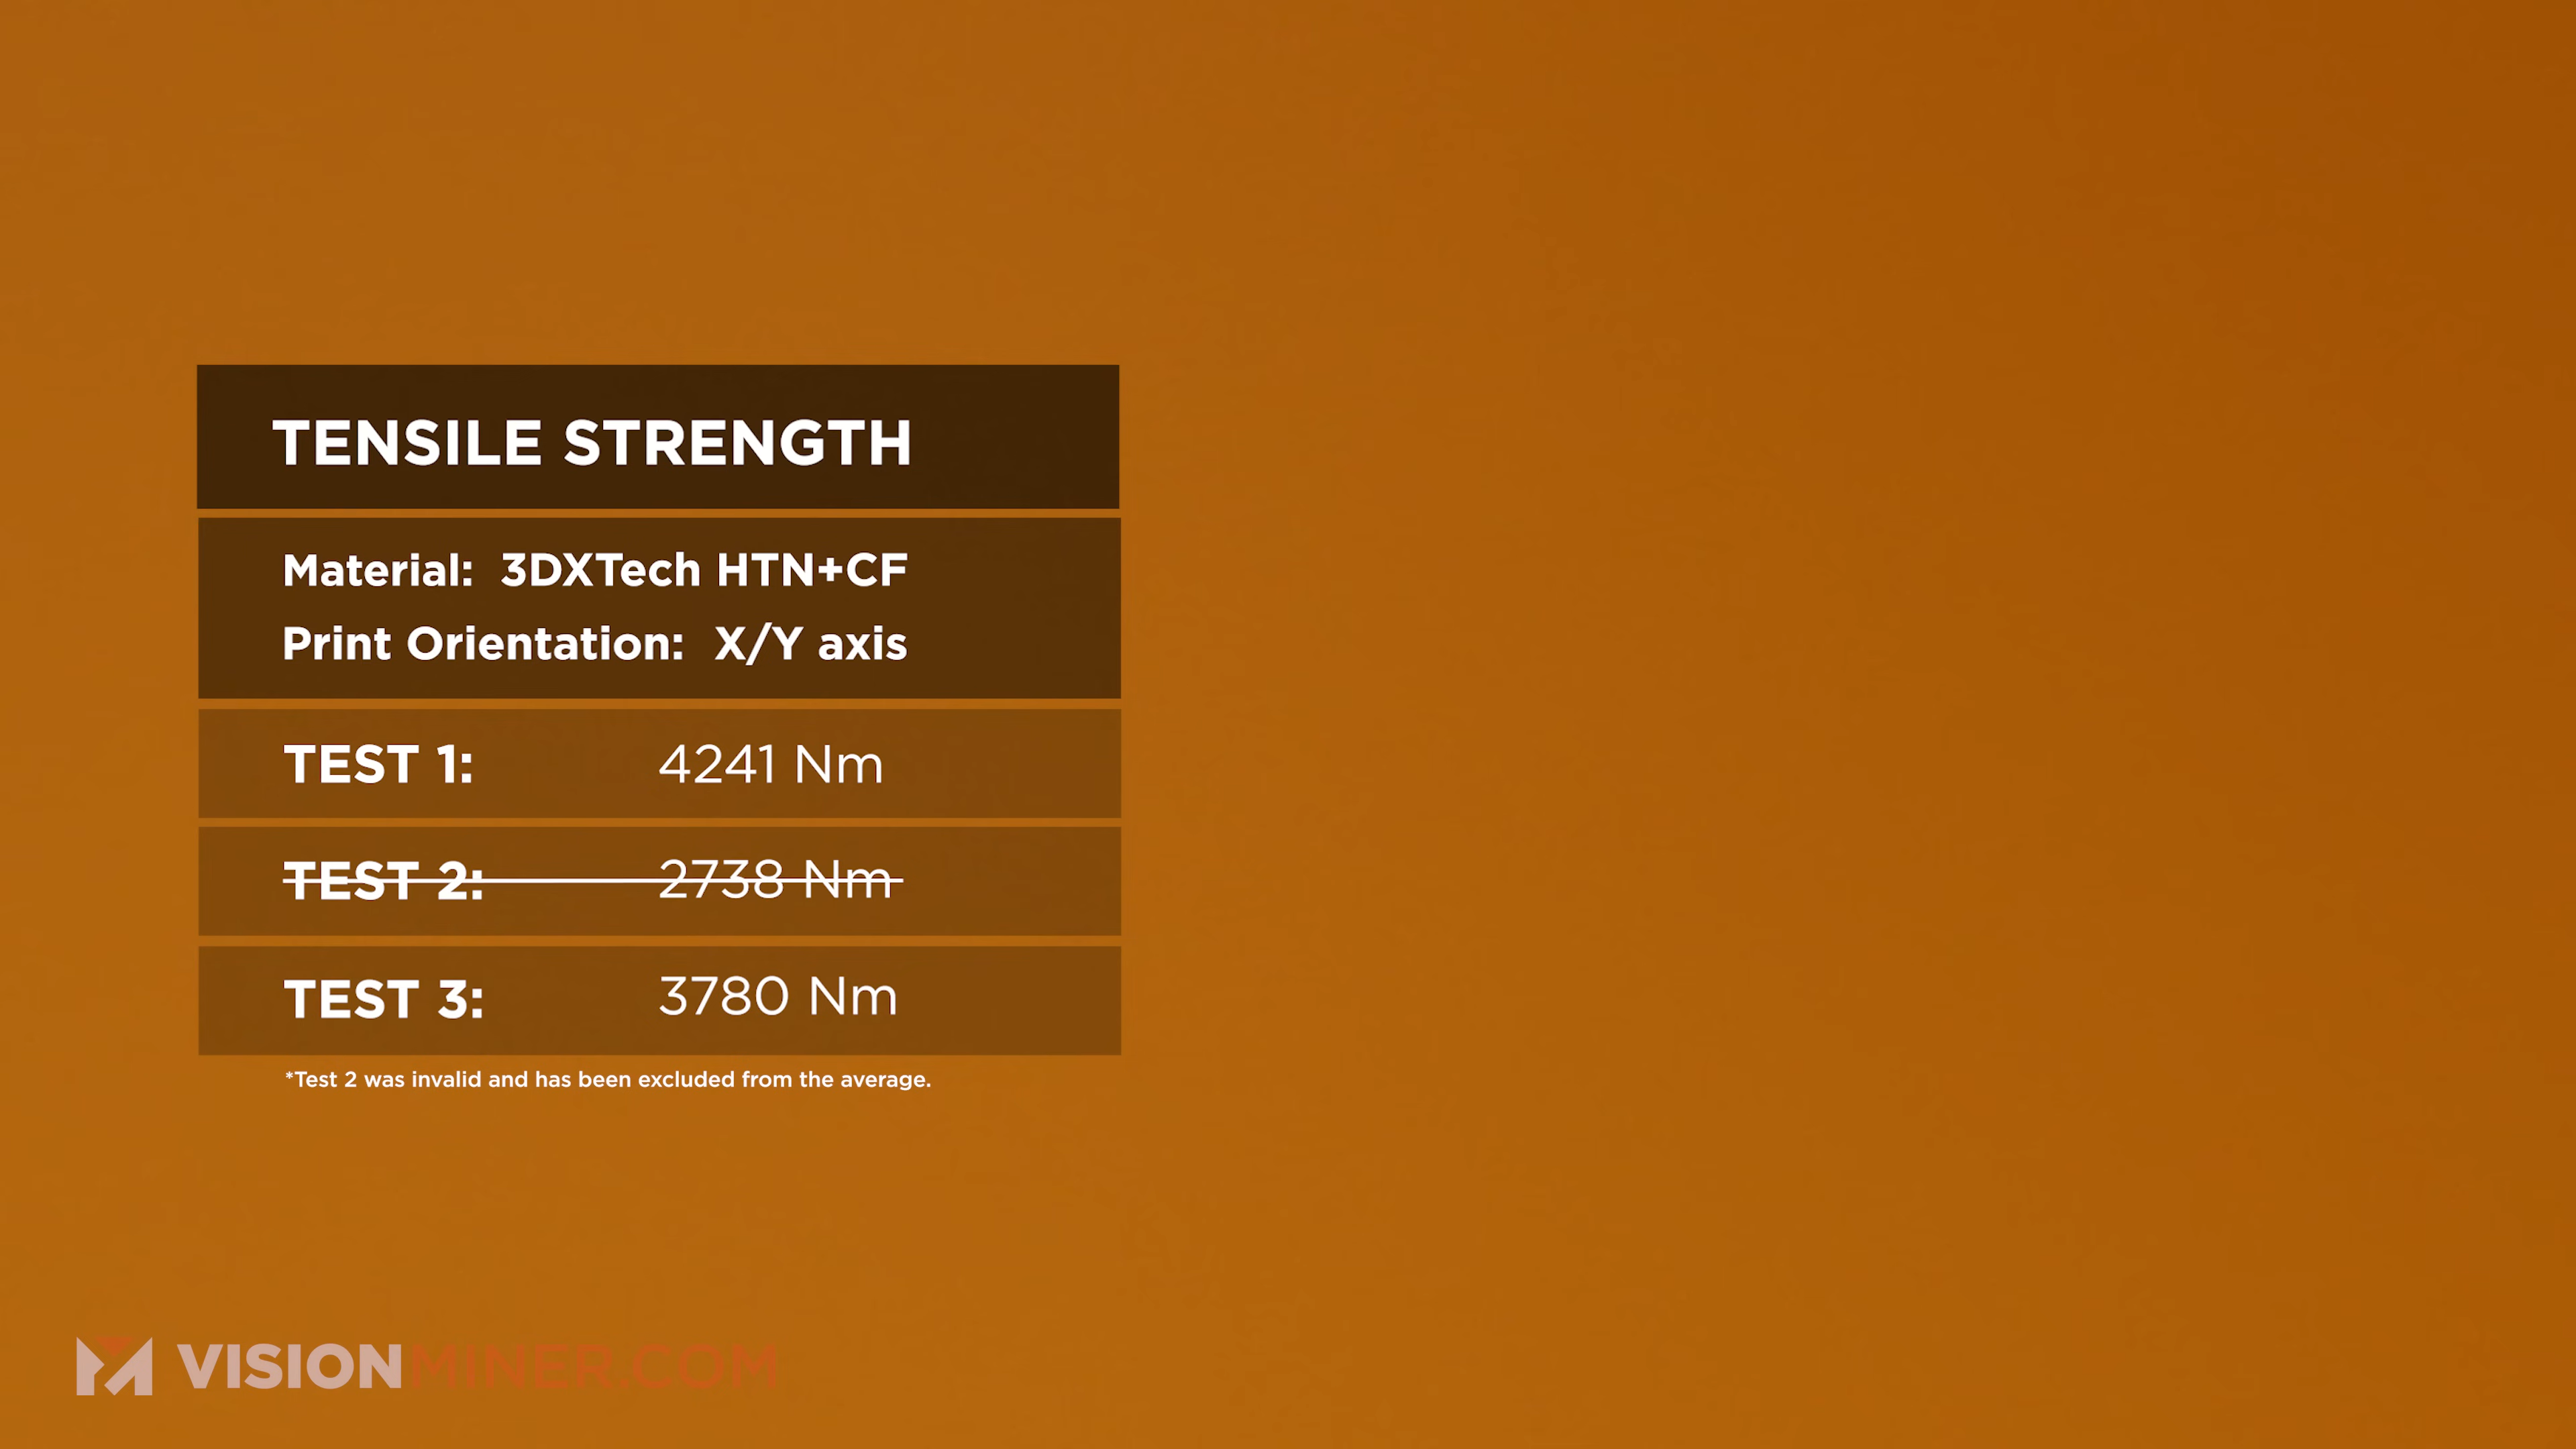 TENSILE STRENGTH
Material: 3DXTech HTN+CF
Print Orientation: X/Y axis
TEST 1: 4241 Nm
TEST 2: 2738 Nm
TEST 3: 3780 Nm
*Test 2 was invalid and has been excluded from the average.
VISIONMINER.COM